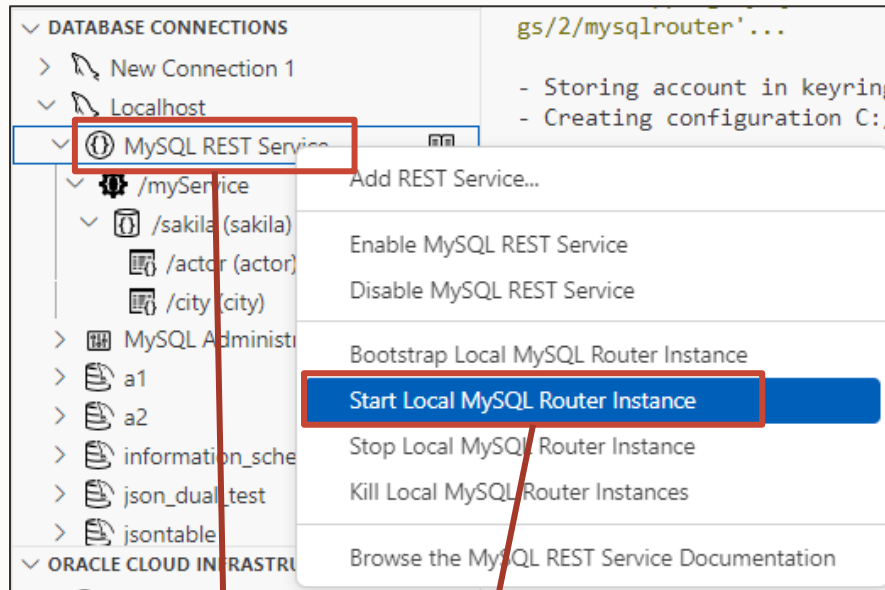 DATABASE CONNECTIONS
gs/2/mysqlrouter'...
New Connection 1
- Storing account in keyring
Localhost
- Creating configuration C:
MySQL REST Service
Add REST Service...
/myService
/sakila (sakila)
Enable MySQL REST Service
/actor (actor)
Disable MySQL REST Service
/city (city)
MySQL Administr
Bootstrap Local MySQL Router Instance
a1
Start Local MySQL Router Instance
a2
Stop Local MySQL Router Instance
information_sche
json_dual_test
Kill Local MySQL Router Instances
jsontable
Browse the MySQL REST Service Documentation
ORACLE CLOUD INFRASTRU